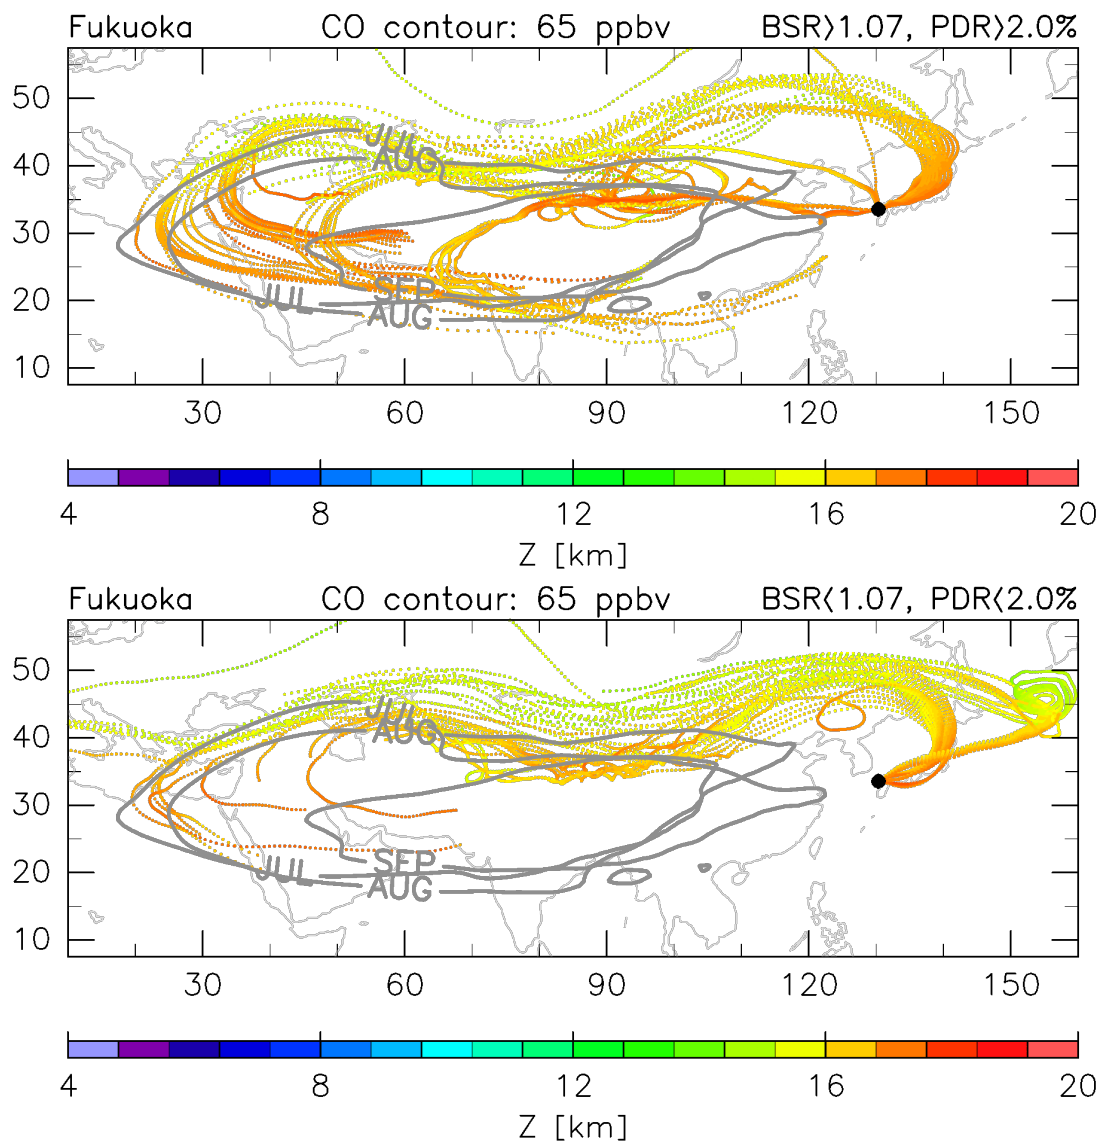 Fukuoka CO contour: 65 ppbv BSR>1.07, PDR>2.0%
50
40
30
20
10
JUL
AUG
SEP
JUL
AUG
30 60 90 120 150
4 8 12 16 20
Z [km]
Fukuoka CO contour: 65 ppbv BSR<1.07, PDR<2.0%
50
40
30
20
10
JUL
AUG
SEP
JUL
AUG
30 60 90 120 150
4 8 12 16 20
Z [km]